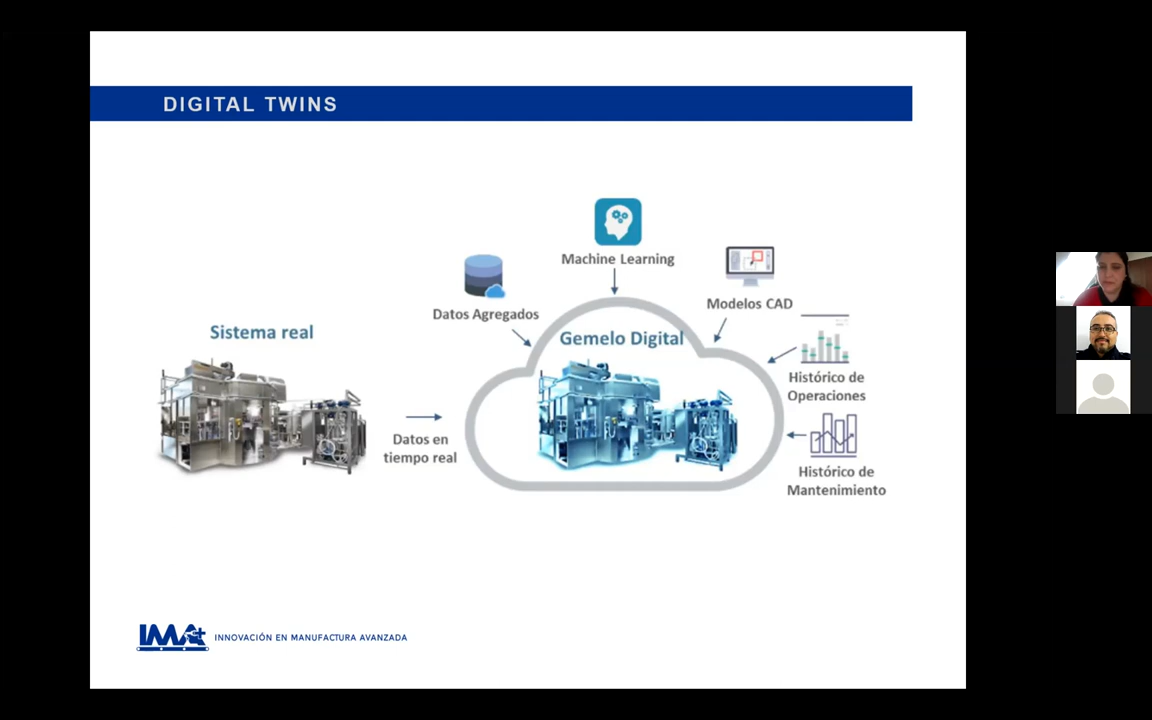 DIGITAL TWINS
Machine Learning
Datos Agregados
Modelos CAD
Sistema real
Gemelo Digital
Histórico de
Operaciones
Datos en
tiempo real
Histórico de
Mantenimiento
IMA+ INNOVACIÓN EN MANUFACTURA AVANZADA